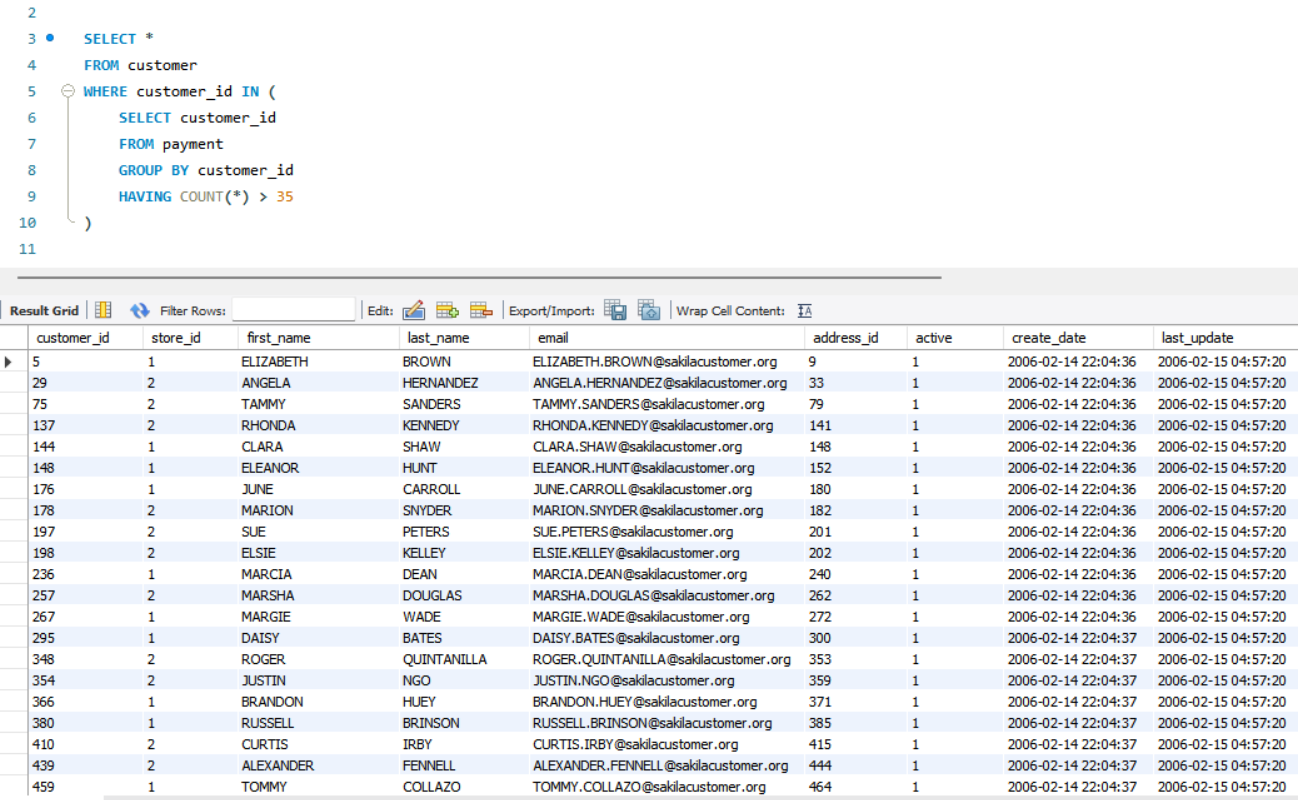 2
3 SELECT *
4 FROM customer
5 WHERE customer_id IN (
6 SELECT customer_id
7 FROM payment
8 GROUP BY customer_id
9 HAVING COUNT(*) > 35
10 )
11
Result Grid Filter Rows: Edit: Export/Import: Wrap Cell Content: IA
customer_id store_id first_name last_name email address_id active create_date last_update
5 1 ELIZABETH BROWN ELIZABETH.BROWN@sakilacustomer.org 9 1 2006-02-14 22:04:36 2006-02-15 04:57:20
29 2 ANGELA HERNANDEZ ANGELA.HERNANDEZ@sakilacustomer.org 33 1 2006-02-14 22:04:36 2006-02-15 04:57:20
75 2 TAMMY SANDERS TAMMY.SANDERS@sakilacustomer.org 79 1 2006-02-14 22:04:36 2006-02-15 04:57:20
137 2 RHONDA KENNEDY RHONDA.KENNEDY@sakilacustomer.org 141 1 2006-02-14 22:04:36 2006-02-15 04:57:20
144 1 CLARA SHAW CLARA.SHAW@sakilacustomer.org 148 1 2006-02-14 22:04:36 2006-02-15 04:57:20
148 1 ELEANOR HUNT ELEANOR.HUNT@sakilacustomer.org 152 1 2006-02-14 22:04:36 2006-02-15 04:57:20
176 1 JUNE CARROLL JUNE.CARROLL@sakilacustomer.org 180 1 2006-02-14 22:04:36 2006-02-15 04:57:20
178 2 MARION SNYDER MARION.SNYDER@sakilacustomer.org 182 1 2006-02-14 22:04:36 2006-02-15 04:57:20
197 2 SUE PETERS SUE.PETERS@sakilacustomer.org 201 1 2006-02-14 22:04:36 2006-02-15 04:57:20
198 2 ELSIE KELLEY ELSIE.KELLEY@sakilacustomer.org 202 1 2006-02-14 22:04:36 2006-02-15 04:57:20
236 1 MARCIA DEAN MARCIA.DEAN@sakilacustomer.org 240 1 2006-02-14 22:04:36 2006-02-15 04:57:20
257 2 MARSHA DOUGLAS MARSHA.DOUGLAS@sakilacustomer.org 262 1 2006-02-14 22:04:36 2006-02-15 04:57:20
267 1 MARGIE WADE MARGIE.WADE@sakilacustomer.org 272 1 2006-02-14 22:04:36 2006-02-15 04:57:20
295 1 DAISY BATES DAISY.BATES@sakilacustomer.org 300 1 2006-02-14 22:04:37 2006-02-15 04:57:20
348 2 ROGER QUINTANILLA ROGER.QUINTANILLA@sakilacustomer.org 353 1 2006-02-14 22:04:37 2006-02-15 04:57:20
354 2 JUSTIN NGO JUSTIN.NGO@sakilacustomer.org 359 1 2006-02-14 22:04:37 2006-02-15 04:57:20
366 1 BRANDON HUEY BRANDON.HUEY@sakilacustomer.org 371 1 2006-02-14 22:04:37 2006-02-15 04:57:20
380 1 RUSSELL BRINSON RUSSELL.BRINSON@sakilacustomer.org 385 1 2006-02-14 22:04:37 2006-02-15 04:57:20
410 2 CURTIS IRBY CURTIS.IRBY@sakilacustomer.org 415 1 2006-02-14 22:04:37 2006-02-15 04:57:20
439 2 ALEXANDER FENNELL ALEXANDER.FENNELL@sakilacustomer.org 444 1 2006-02-14 22:04:37 2006-02-15 04:57:20
459 1 TOMMY COLLAZO TOMMY.COLLAZO@sakilacustomer.org 464 1 2006-02-14 22:04:37 2006-02-15 04:57:20